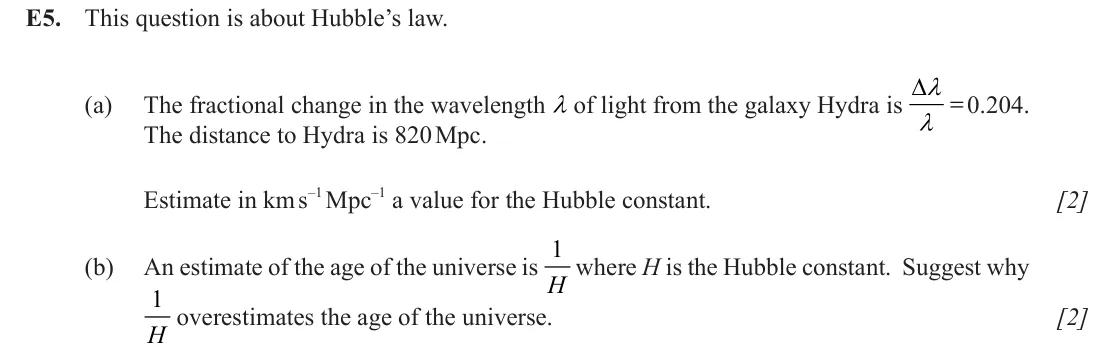 E5. This question is about Hubble's law.
(a) The fractional change in the wavelength λ of light from the galaxy Hydra is Δλ/λ = 0.204.
The distance to Hydra is 820 Mpc.
Estimate in km s⁻¹ Mpc⁻¹ a value for the Hubble constant. [2]
(b) An estimate of the age of the universe is 1/H where H is the Hubble constant. Suggest why
1/H overestimates the age of the universe. [2]